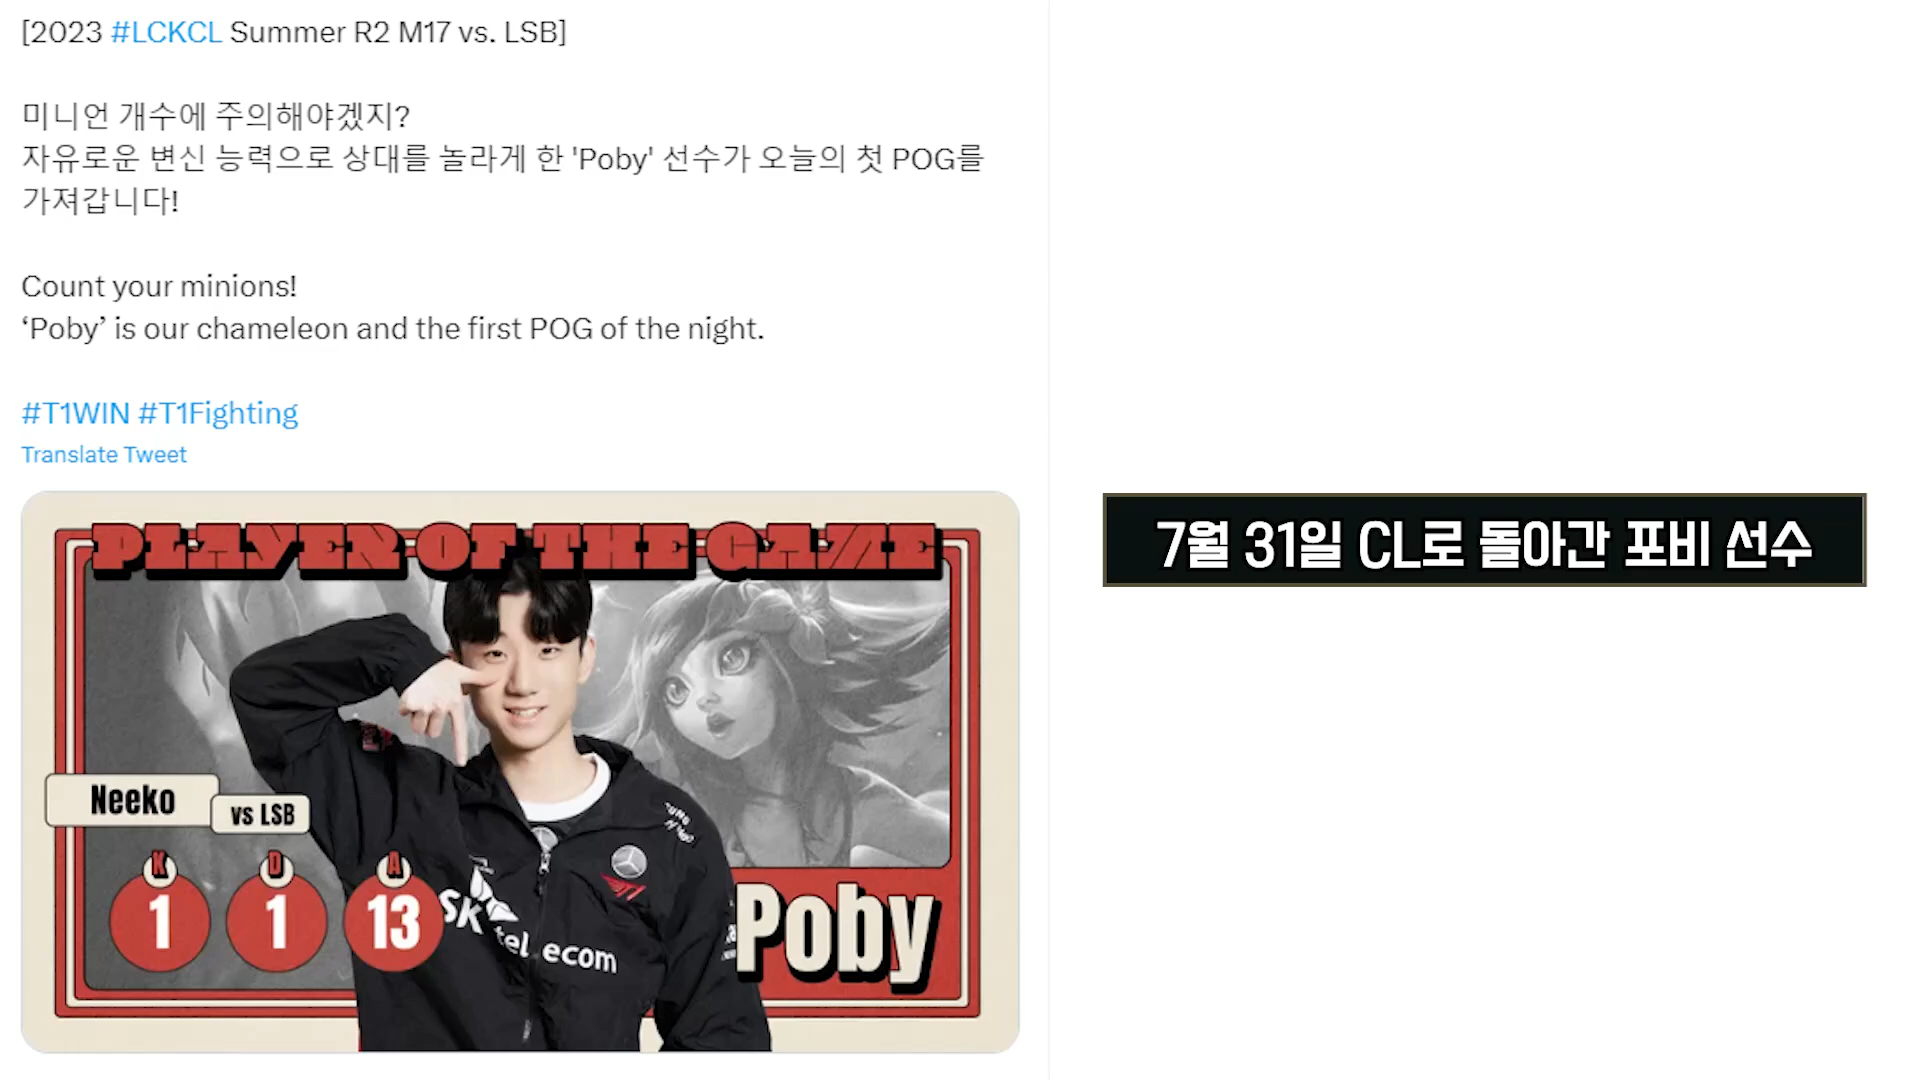 [2023 #LCKCL Summer R2 M17 vs. LSB]
미니언 개수에 주의해야겠지?
자유로운 변신 능력으로 상대를 놀라게 한 'Poby' 선수가 오늘의 첫 POG를
가져갑니다!
Count your minions!
‘Poby’ is our chameleon and the first POG of the night.
#T1WIN #T1Fighting
Translate Tweet
PLAYER OF THE GAME
Neeko
vs LSB
K D A
1 1 13
SK
telecom
Poby
7월 31일 CL로 돌아간 포비 선수